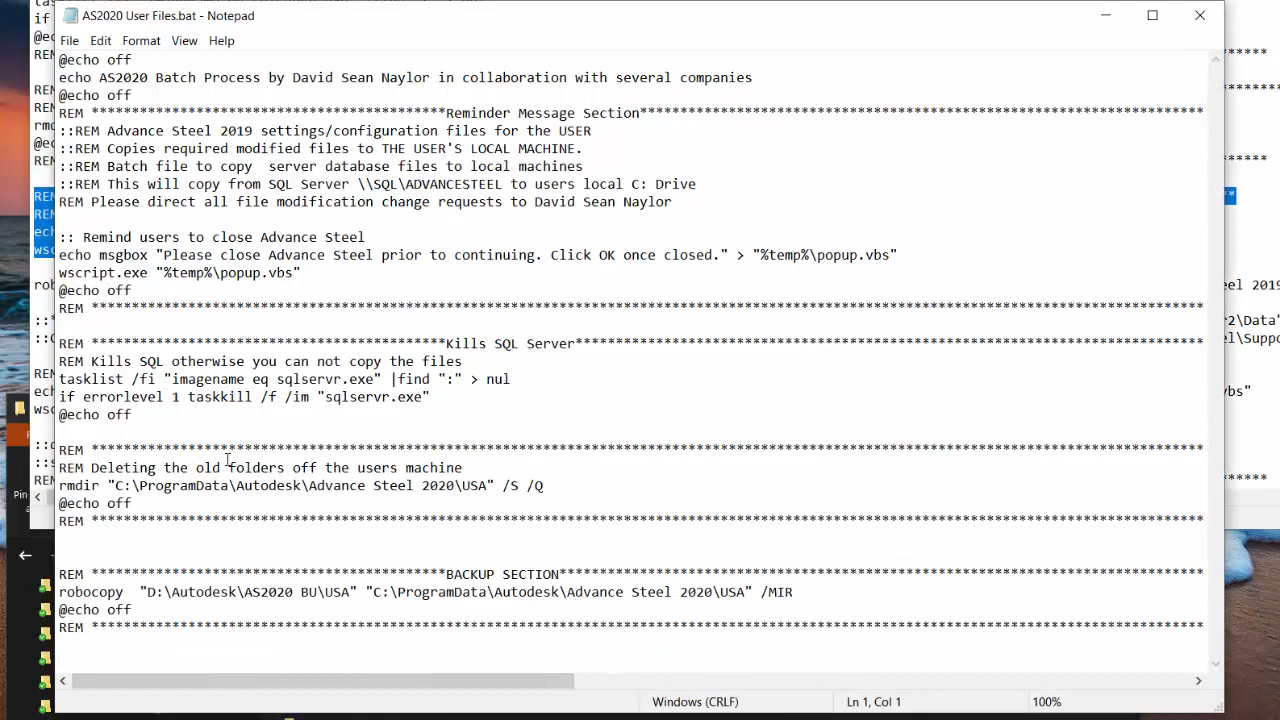 AS2020 User Files.bat - Notepad
File Edit Format View Help
@echo off
echo AS2020 Batch Process by David Sean Naylor in collaboration with several companies
@echo off
REM ********************************************Reminder Message Section**********************************************************************
::REM Advance Steel 2019 settings/configuration files for the USER
::REM Copies required modified files to THE USER'S LOCAL MACHINE.
::REM Batch file to copy  server database files to local machines
::REM This will copy from SQL Server \\SQL\ADVANCESTEEL to users local C: Drive
REM Please direct all file modification change requests to David Sean Naylor
:: Remind users to close Advance Steel
echo msgbox "Please close Advance Steel prior to continuing. Click OK once closed." > "%temp%\popup.vbs"
wscript.exe "%temp%\popup.vbs"
@echo off
REM ******************************************************************************************************************************************
REM ********************************************Kills SQL Server******************************************************************************
REM Kills SQL otherwise you can not copy the files
tasklist /fi "imagename eq sqlservr.exe" |find ":" > nul
if errorlevel 1 taskkill /f /im "sqlservr.exe"
@echo off
REM ******************************************************************************************************************************************
REM Deleting the old folders off the users machine
rmdir "C:\ProgramData\Autodesk\Advance Steel 2020\USA" /S /Q
@echo off
REM ******************************************************************************************************************************************
REM ********************************************BACKUP SECTION********************************************************************************
robocopy  "D:\Autodesk\AS2020 BU\USA" "C:\ProgramData\Autodesk\Advance Steel 2020\USA" /MIR
@echo off
REM ******************************************************************************************************************************************
Windows (CRLF) Ln 1, Col 1 100%